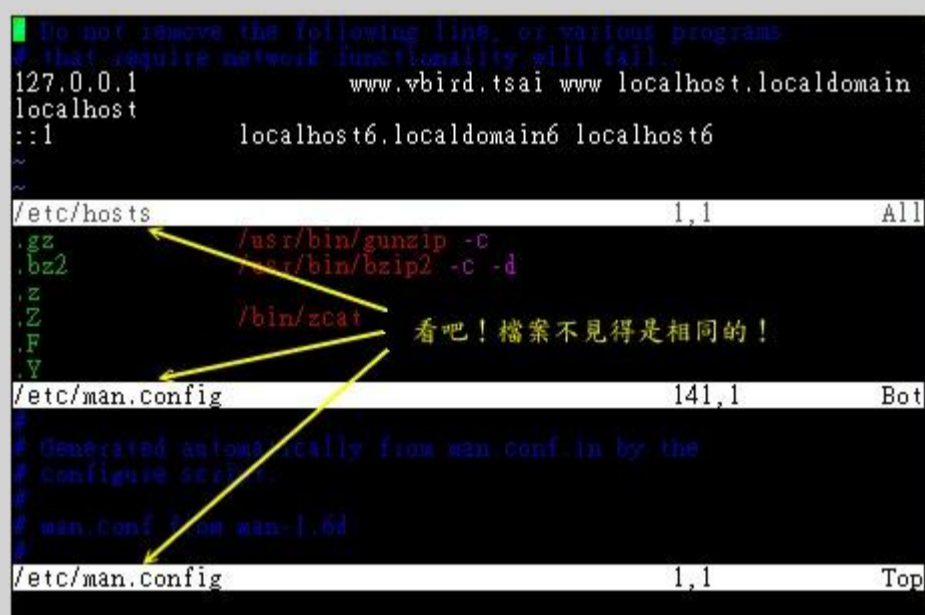 # Do not remove the following line, or various programs
# that require network functionality will fail.
127.0.0.1 www.vbird.tsai www localhost.localdomain
localhost
::1 localhost6.localdomain6 localhost6
~
~
/etc/hosts 1,1 All
.gz /usr/bin/gunzip -c
.bz2 /usr/bin/bzip2 -c -d
.z
.Z /bin/zcat
.F
.Y
看吧！檔案不見得是相同的！
/etc/man.config 141,1 Bot
#
# Generated automatically from man.conf.in by the
# configure script.
#
# man.conf from man-1.6d
#
/etc/man.config 1,1 Top